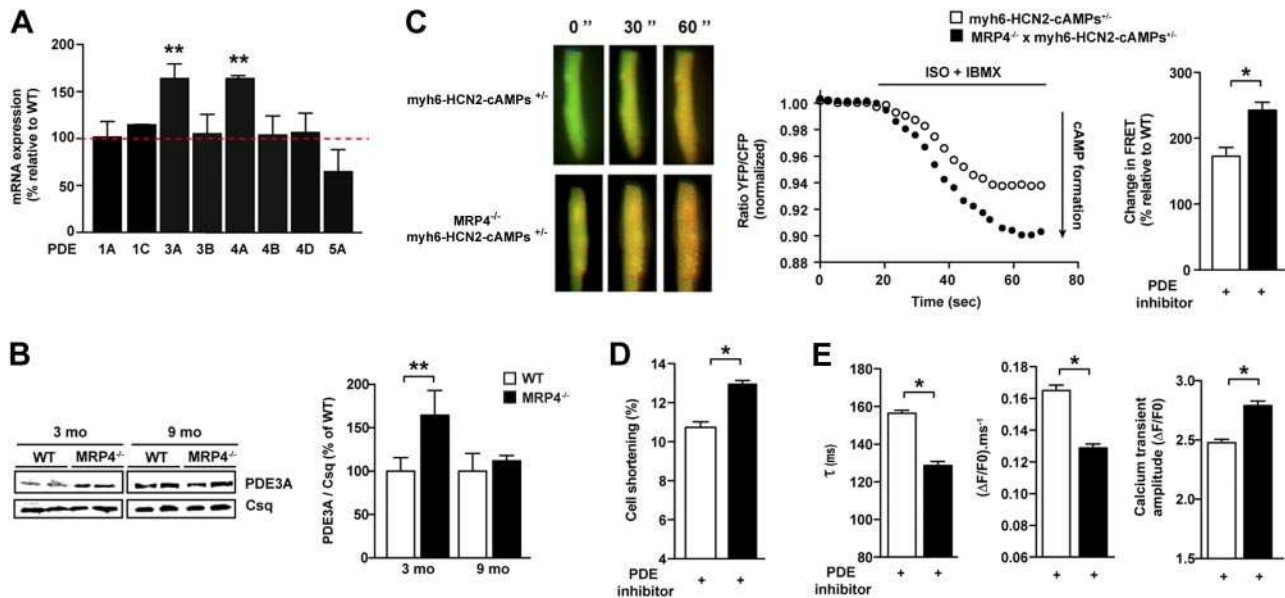 A
mRNA expression
(% relative to WT)
200
150
100
50
0
** **
PDE 1A 1C 3A 3B 4A 4B 4D 5A
B
3 mo 9 mo
WT MRP4-/- WT MRP4-/-
PDE3A
Csq
PDE3A / Csq (% of WT)
200
150
100
50
0
**
WT
MRP4-/-
3 mo 9 mo
C
0 ’’ 30 ’’ 60 ’’
myh6-HCN2-cAMPs +/-
MRP4-/-
myh6-HCN2-cAMPs +/-
myh6-HCN2-cAMPs+/-
MRP4-/- x myh6-HCN2-cAMPs+/-
ISO + IBMX
Ratio YFP/CFP
(normalized)
1.00
0.98
0.96
0.94
0.92
0.90
0.88
0 20 40 60 80
Time (sec)
cAMP formation
Change in FRET
(% relative to WT)
300
200
100
0
*
PDE
inhibitor + +
D
Cell shortening (%)
14
12
10
8
6
4
*
PDE
inhibitor + +
E
τ (ms)
180
160
140
120
100
80
*
PDE
inhibitor + +
(ΔF/F0).ms-1
0.18
0.16
0.14
0.12
0.10
0.08
0.06
*
+ +
Calcium transient
amplitude (ΔF/F0)
3.0
2.5
2.0
1.5
*
+ +